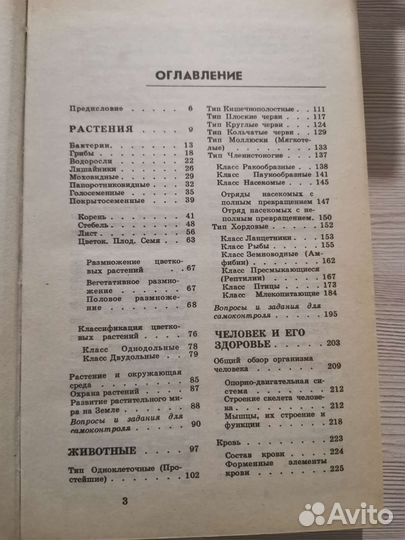 ОГЛАВЛЕНИЕ
Предисловие . . . . . 6
РАСТЕНИЯ . . . . . 9
Бактерии. . . . . . 13
Грибы . . . . . . 18
Водоросли . . . . . 22
Лишайники . . . . . 26
Моховидные . . . . . 29
Папоротниковидные . . . 32
Голосеменные . . . . . 35
Покрытосеменные . . . . 39
Корень . . . . . . 41
Стебель . . . . . . 48
Лист . . . . . . . 56
Цветок. Плод. Семя . . 63
Размножение цветко-
вых растений . . . . 67
Вегетативное размно-
жение . . . . . . 67
Половое размноже-
ние . . . . . . . 68
Классификация цветко-
вых растений . . . . 76
Класс Однодольные 78
Класс Двудольные . 79
Растение и окружающая
среда . . . . . . . 85
Охрана растений . . . . 87
Развитие растительного ми-
ра на Земле . . . . . 88
Вопросы и задания для
самоконтроля . . . . . 90
ЖИВОТНЫЕ . . . . . 97
Тип Одноклеточные (Про-
стейшие) . . . . . . 102
Тип Кишечнополостные . 111
Тип Плоские черви . . 117
Тип Круглые черви . . 124
Тип Кольчатые черви . . 129
Тип Моллюски (Мягкоте-
лые) . . . . . . . 133
Тип Членистоногие . . . 137
Класс Ракообразные . 138
Класс Паукообразные 141
Класс Насекомые . . 145
Отряды насекомых с
полным превращением 147
Отряд насекомых с не-
полным превращением. 150
Тип Хордовые . . . . 152
Класс Ланцетники . . 152
Класс Рыбы . . . . 155
Класс Земноводные (Ам-
фибии) . . . . . . 162
Класс Пресмыкающиеся
(Рептилии) . . . . . 167
Класс Птицы . . . . 173
Класс Млекопитающие 184
Вопросы и задания для
самоконтроля . . . . . 195
ЧЕЛОВЕК И ЕГО
ЗДОРОВЬЕ . . . . . 203
Общий обзор организма
человека . . . . . . 209
Опорно-двигательная си-
стема . . . . . . . 212
Строение скелета челове-
ка . . . . . . . . 212
Мышцы, их строение и
функции . . . . . . 218
Кровь . . . . . . . 223
Состав крови . . . . 224
Форменные элементы
крови . . . . . . . 225
3
Avito